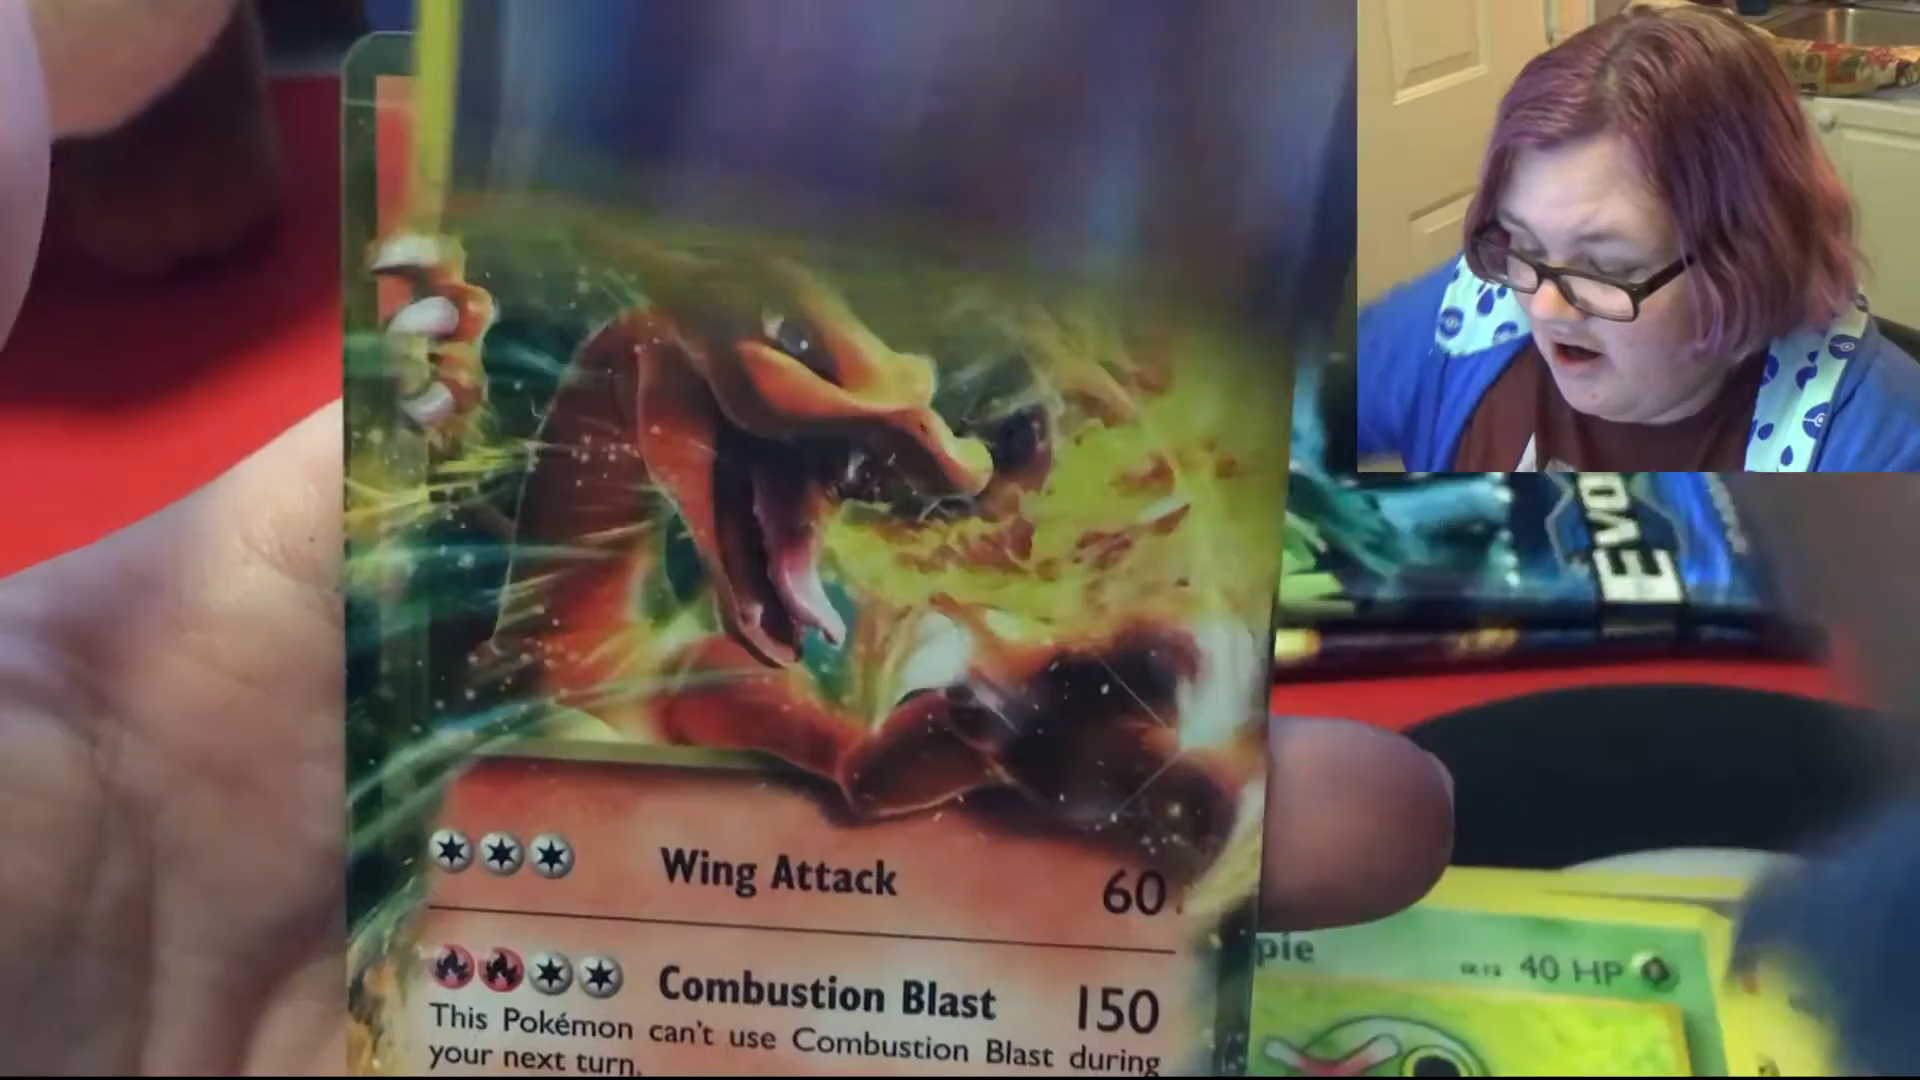 EVO
Wing Attack 60
Combustion Blast 150
This Pokémon can't use Combustion Blast during
your next turn.
pie 40 HP